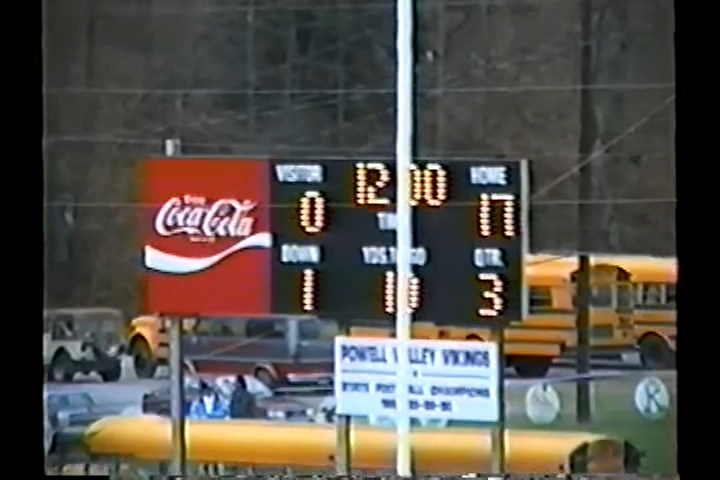 Coca-Cola
VISITOR
12:00
HOME
0
TIME
17
DOWN
YDS. TO GO
QTR.
1
10
3
POWELL VALLEY VIKINGS
STATE FOOTBALL CHAMPIONS
K